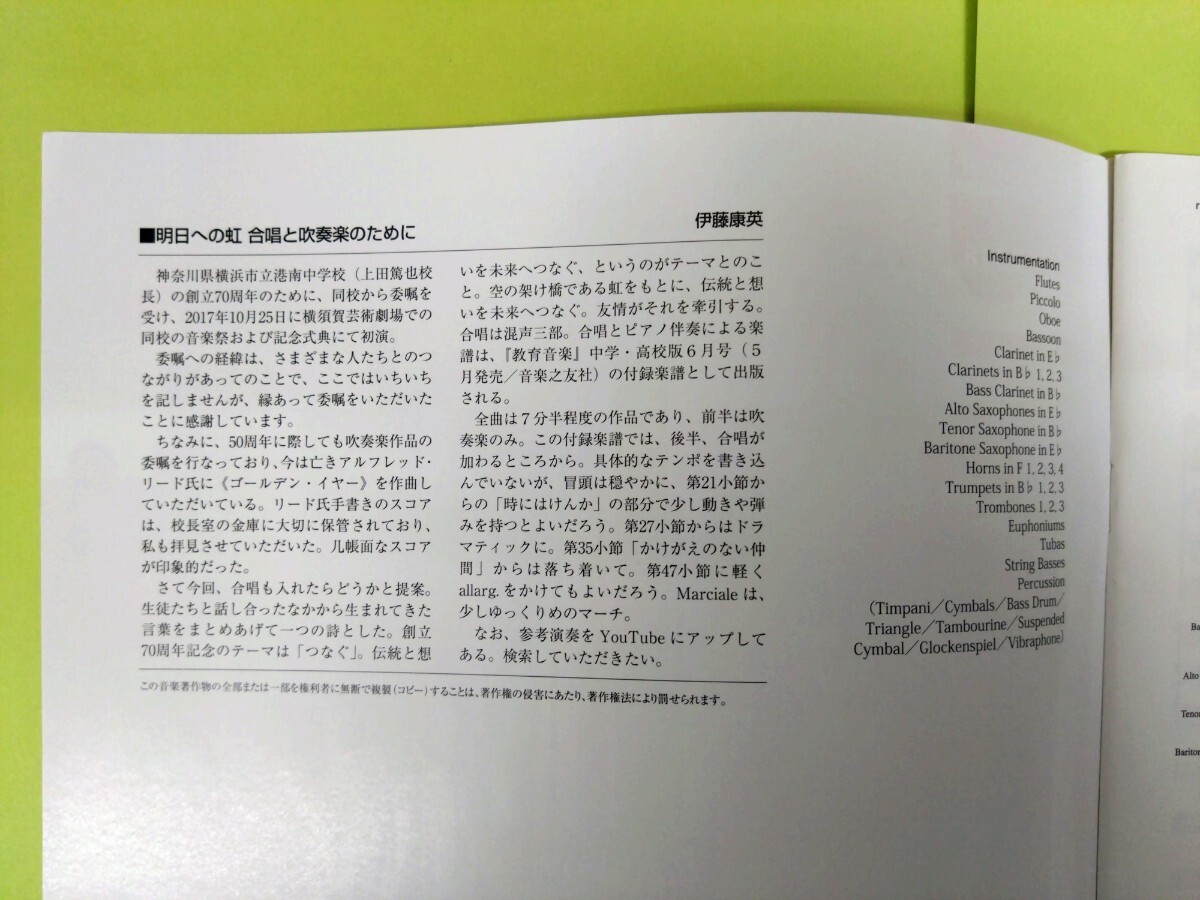 ■明日への虹 合唱と吹奏楽のために
伊藤康英
神奈川県横浜市立港南中学校（上田篤也校
長）の創立70周年のために、同校から委嘱を
受け、2017年10月25日に横須賀芸術劇場での
同校の音楽祭および記念式典にて初演。
委嘱への経緯は、さまざまな人たちとのつ
ながりがあってのことで、ここではいちいち
を記しませんが、縁あって委嘱をいただいた
ことに感謝しています。
ちなみに、50周年に際しても吹奏楽作品の
委嘱を行なっており、今は亡きアルフレッド・
リード氏に《ゴールデン・イヤー》を作曲し
ていただいている。リード氏手書きのスコア
は、校長室の金庫に大切に保管されており、
私も拝見させていただいた。几帳面なスコア
が印象的だった。
さて今回、合唱も入れたらどうかと提案。
生徒たちと話し合ったなかから生まれてきた
言葉をまとめあげて一つの詩とした。創立
70周年記念のテーマは「つなぐ」。伝統と想
いを未来へつなぐ、というのがテーマとのこ
と。空の架け橋である虹をもとに、伝統と想
いを未来へつなぐ。友情がそれを牽引する。
合唱は混声三部。合唱とピアノ伴奏による楽
譜は、『教育音楽』中学・高校版６月号（５
月発売／音楽之友社）の付録楽譜として出版
される。
全曲は７分半程度の作品であり、前半は吹
奏楽のみ。この付録楽譜では、後半、合唱が
加わるところから。具体的なテンポを書き込
んでいないが、冒頭は穏やかに、第21小節か
らの「時にはけんか」の部分で少し動きや弾
みを持つとよいだろう。第27小節からはドラ
マティックに。第35小節「かけがえのない仲
間」からは落ち着いて。第47小節に軽く
allarg.をかけてもよいだろう。Marcialeは、
少しゆっくりめのマーチ。
なお、参考演奏をYouTubeにアップして
ある。検索していただきたい。
この音楽著作物の全部または一部を権利者に無断で複製（コピー）することは、著作権の侵害にあたり、著作権法により罰せられます。
Instrumentation
Flutes
Piccolo
Oboe
Bassoon
Clarinet in E♭
Clarinets in B♭ 1, 2, 3
Bass Clarinet in B♭
Alto Saxophones in E♭
Tenor Saxophone in B♭
Baritone Saxophone in E♭
Horns in F 1, 2, 3, 4
Trumpets in B♭ 1, 2, 3
Trombones 1, 2, 3
Euphoniums
Tubas
String Basses
Percussion
（Timpani／Cymbals／Bass Drum／
Triangle／Tambourine／Suspended
Cymbal／Glockenspiel／Vibraphone）
Ba
Alto
Tenor
Bariton